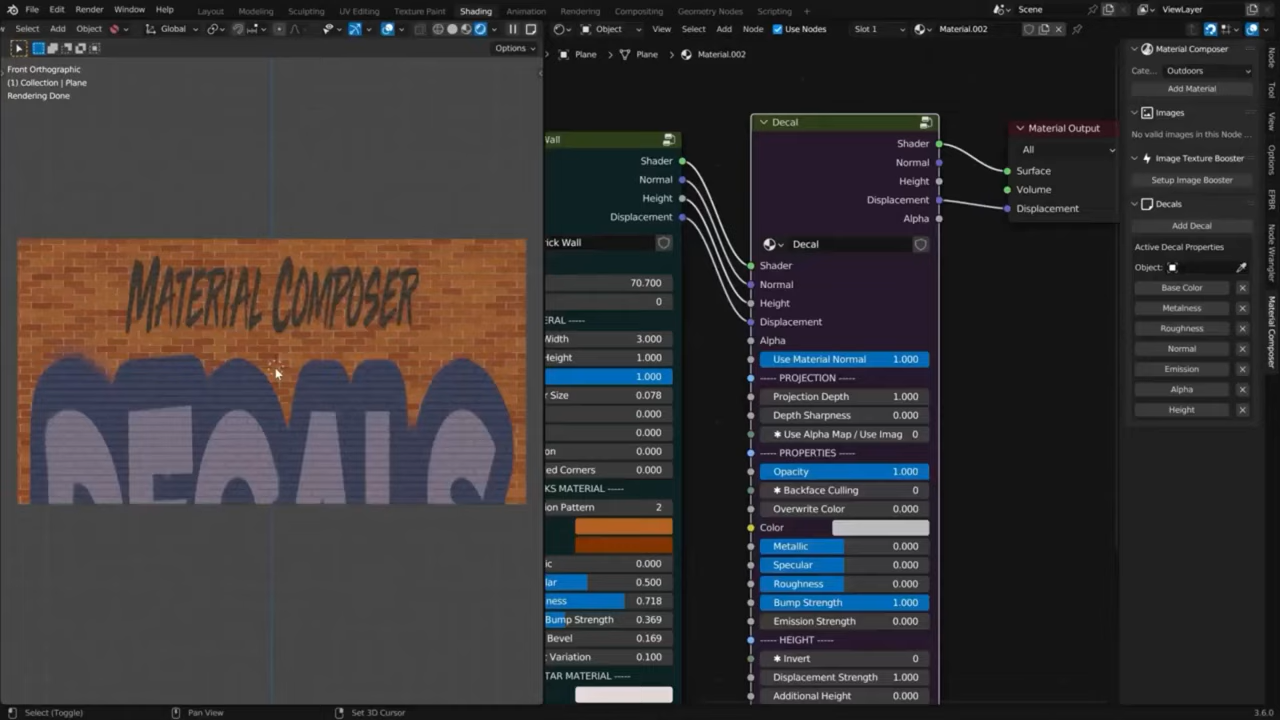 File Edit Render Window Help Layout Modeling Sculpting UV Editing Texture Paint Shading Animation Rendering Compositing Geometry Nodes Scripting Scene ViewLayer
Select Add Object Global Object View Select Add Node Use Nodes Slot 1 Material.002
Options
Plane Plane Material.002
Front Orthographic
(1) Collection | Plane
Rendering Done
MATERIAL COMPOSER
DECALS
Wall
Shader
Normal
Height
Displacement
rick Wall
70.700
0
ERAL -----
Width 3.000
Height 1.000
1.000
r Size 0.078
0.000
0.000
on 0.000
ed Corners 0.000
KS MATERIAL -----
on Pattern 2
ic 0.000
lar 0.500
ness 0.718
Bump Strength 0.369
Bevel 0.169
t Variation 0.100
TAR MATERIAL -----
Decal
Shader
Normal
Height
Displacement
Alpha
Decal
Shader
Normal
Height
Displacement
Alpha
Use Material Normal 1.000
----- PROJECTION
Projection Depth 1.000
Depth Sharpness 0.000
✱ Use Alpha Map / Use Imag 0
----- PROPERTIES
Opacity 1.000
✱ Backface Culling 0
Overwrite Color 0.000
Color
Metallic 0.000
Specular 0.000
Roughness 0.000
Bump Strength 1.000
Emission Strength 0.000
----- HEIGHT -----
✱ Invert 0
Displacement Strength 1.000
Additional Height 0.000
Material Output
All
Surface
Volume
Displacement
Material Composer
Cate... Outdoors
Add Material
Images
No valid images in this Node ...
Image Texture Booster
Setup Image Booster
Decals
Add Decal
Active Decal Properties
Object:
Base Color
Metalness
Roughness
Normal
Emission
Alpha
Height
Node
Tool
View
Options
EPBR
Node Wrangler
Material Composer
Select (Toggle) Pan View Set 3D Cursor 3.6.0